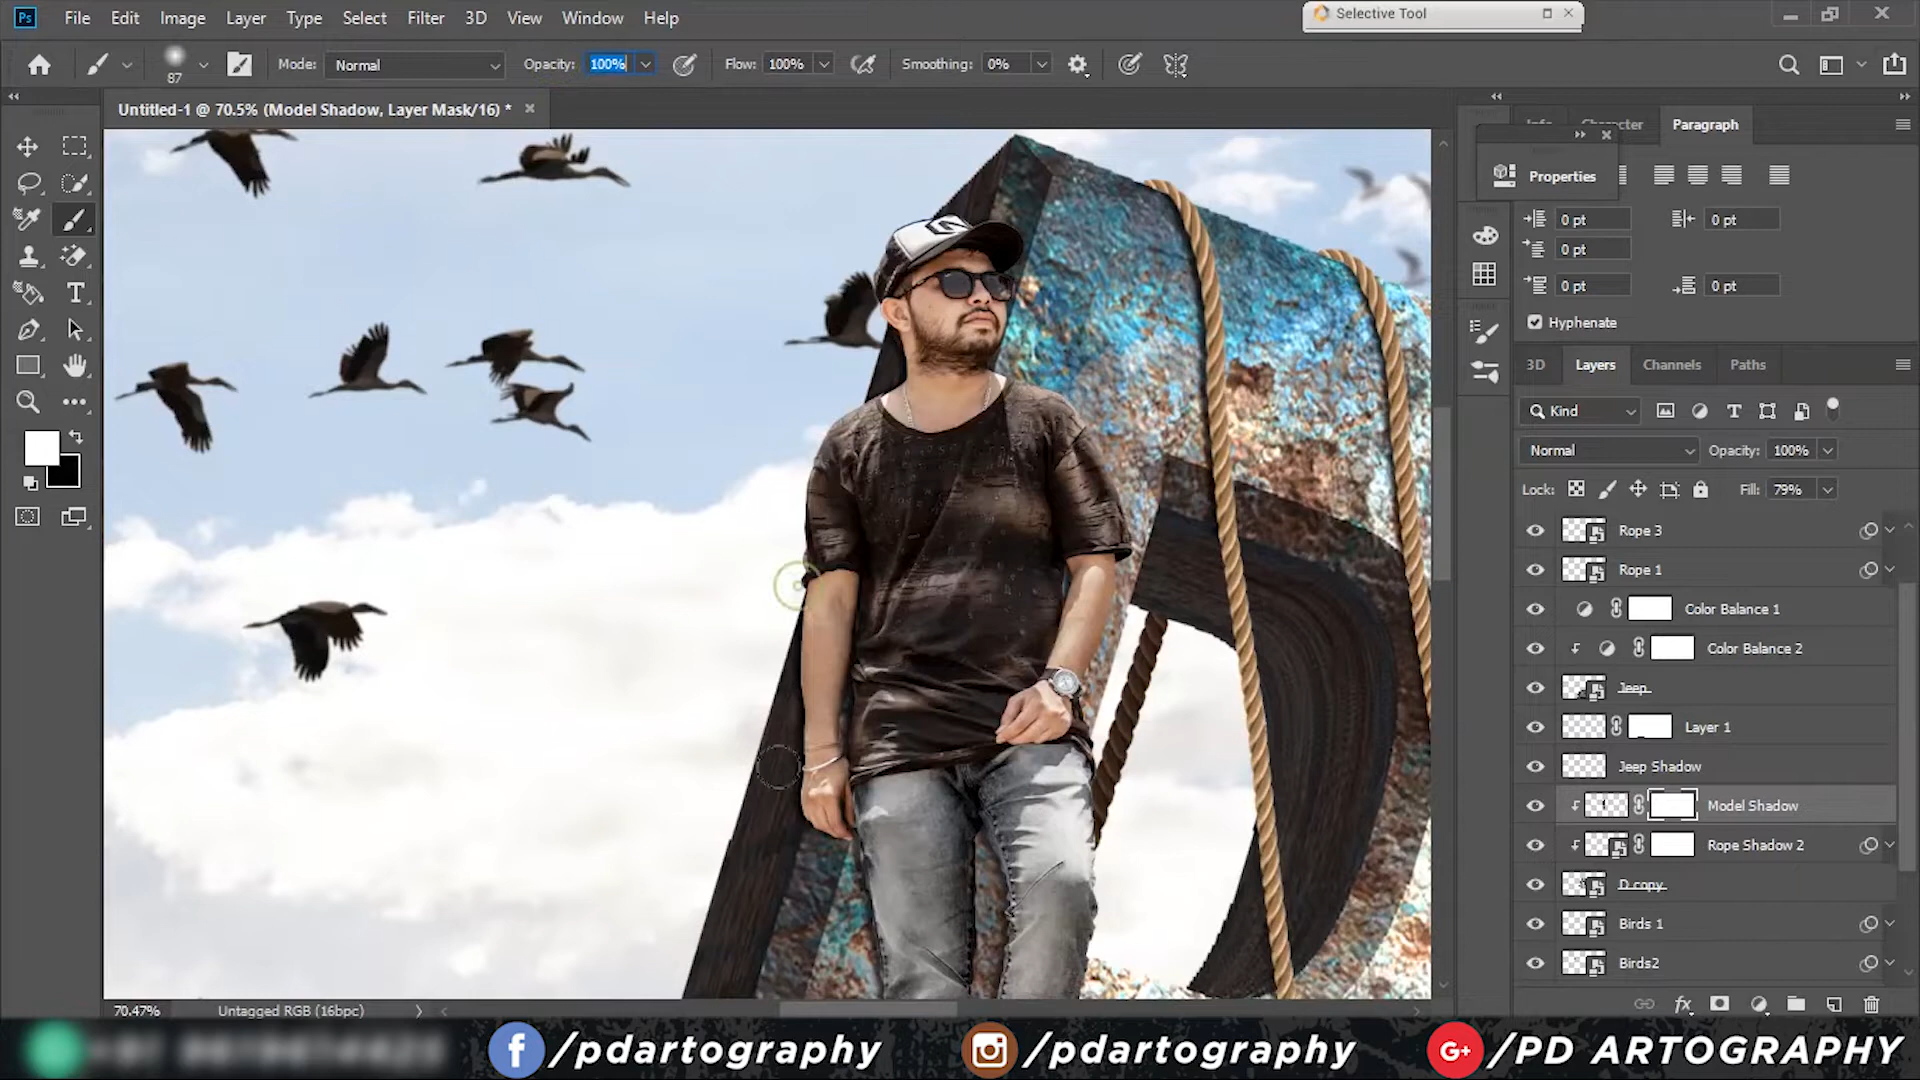 Ps File Edit Image Layer Type Select Filter 3D View Window Help
Selective Tool
87 Mode: Normal Opacity: 100% Flow: 100% Smoothing: 0%
Untitled-1 @ 70.5% (Model Shadow, Layer Mask/16) *
Info Character Paragraph
Properties
0 pt 0 pt
0 pt
0 pt 0 pt
Hyphenate
3D Layers Channels Paths
Kind
Normal Opacity: 100%
Lock: Fill: 79%
Rope 3
Rope 1
Color Balance 1
Color Balance 2
Jeep
Layer 1
Jeep Shadow
Model Shadow
Rope Shadow 2
D copy
Birds 1
Birds2
70.47% Untagged RGB (16bpc)
/pdartography /pdartography G+ /PD ARTOGRAPHY